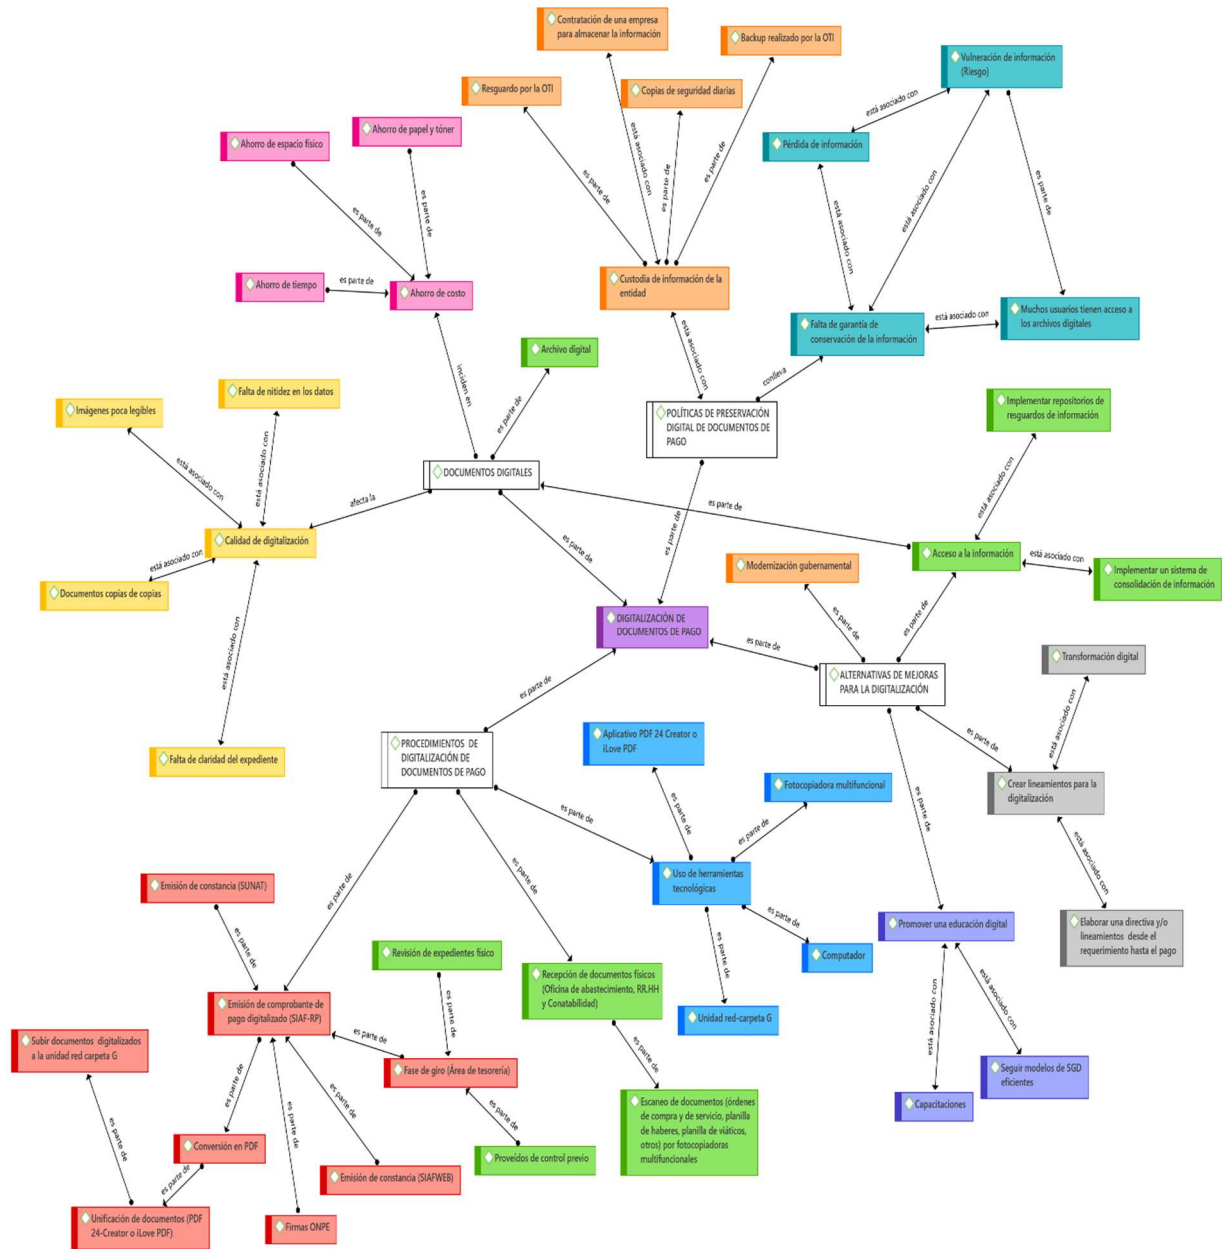 Contratación de una empresa
para almacenar la información
Backup realizado por la OTI
Vulneración de información
(Riesgo)
Resguardo por la OTI
Copias de seguridad diarias
está asociado con
Ahorro de papel y tóner
Ahorro de espacio físico
Pérdida de información
está asociado con
es parte de
es parte de
es parte de
está asociado con
es parte de
es parte de
es parte de
está asociado con
Ahorro de tiempo
es parte de
Ahorro de costo
Custodia de información de la
entidad
Muchos usuarios tienen acceso a
los archivos digitales
está asociado con
Falta de garantía de
conservación de la información
está asociado con
Archivo digital
inciden en
es parte de
conlleva
Falta de nitidez en los datos
Imágenes poca legibles
POLÍTICAS DE PRESERVACIÓN
DIGITAL DE DOCUMENTOS DE
PAGO
Implementar repositorios de
resguardos de información
DOCUMENTOS DIGITALES
está asociado con
está asociado con
afecta la
es parte de
es parte de
es parte de
está asociado con
Calidad de digitalización
está asociado con
Acceso a la información
está asociado con
Modernización gubernamental
Implementar un sistema de
consolidación de información
Documentos copias de copias
es parte de
es parte de
DIGITALIZACIÓN DE
DOCUMENTOS DE PAGO
es parte de
está asociado con
ALTERNATIVAS DE MEJORAS
PARA LA DIGITALIZACIÓN
Transformación digital
es parte de
está asociado con
Falta de claridad del expediente
PROCEDIMIENTOS DE
DIGITALIZACIÓN DE
DOCUMENTOS DE PAGO
Aplicativo PDF 24 Creator o
iLove PDF
es parte de
Fotocopiadora multifuncional
Crear lineamientos para la
digitalización
es parte de
es parte de
es parte de
es parte de
es parte de
es parte de
está asociado con
Uso de herramientas
tecnológicas
Emisión de constancia (SUNAT)
es parte de
es parte de
es parte de
Promover una educación digital
Elaborar una directiva y/o
lineamientos desde el
requerimiento hasta el pago
Revisión de expedientes físico
Computador
Recepción de documentos físicos
(Oficina de abastecimiento, RR.HH
y Conatabilidad)
Emisión de comprobante de
pago digitalizado (SIAF-RP)
es parte de
Unidad red-carpeta G
está asociado con
está asociado con
Subir documentos digitalizados
a la unidad red carpeta G
es parte de
es parte de
Fase de giro (Área de tesorería)
es parte de
Seguir modelos de SGD
eficientes
es parte de
es parte de
es parte de
es parte de
es parte de
Escaneo de documentos (órdenes
de compra y de servicio, planilla
de haberes, planilla de viáticos,
otros) por fotocopiadoras
multifuncionales
Capacitaciones
Conversión en PDF
Proveídos de control previo
es parte de
Emisión de constancia (SIAFWEB)
Unificación de documentos (PDF
24-Creator o iLove PDF)
Firmas ONPE